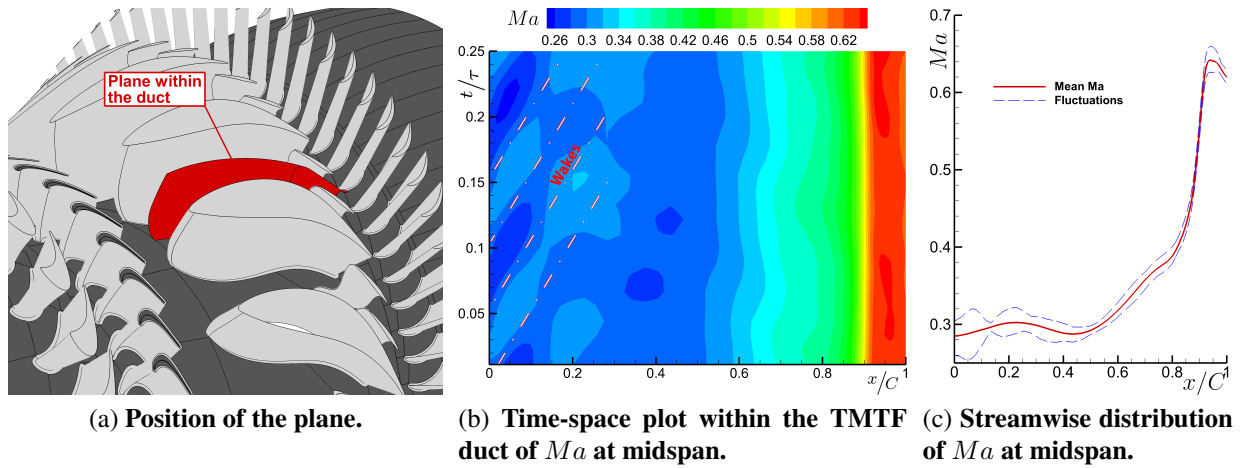 Plane within
the duct
Ma
0.26 0.3 0.34 0.38 0.42 0.46 0.5 0.54 0.58 0.62
t/τ
0.25
0.2
0.15
0.1
0.05
Wakes
0 0.2 0.4 0.6 0.8 1
x/C
Ma
0.7
0.6
0.5
0.4
0.3
Mean Ma
Fluctuations
0 0.2 0.4 0.6 0.8 1
x/C
(a) Position of the plane.
(b) Time-space plot within the TMTF
duct of Ma at midspan.
(c) Streamwise distribution
of Ma at midspan.